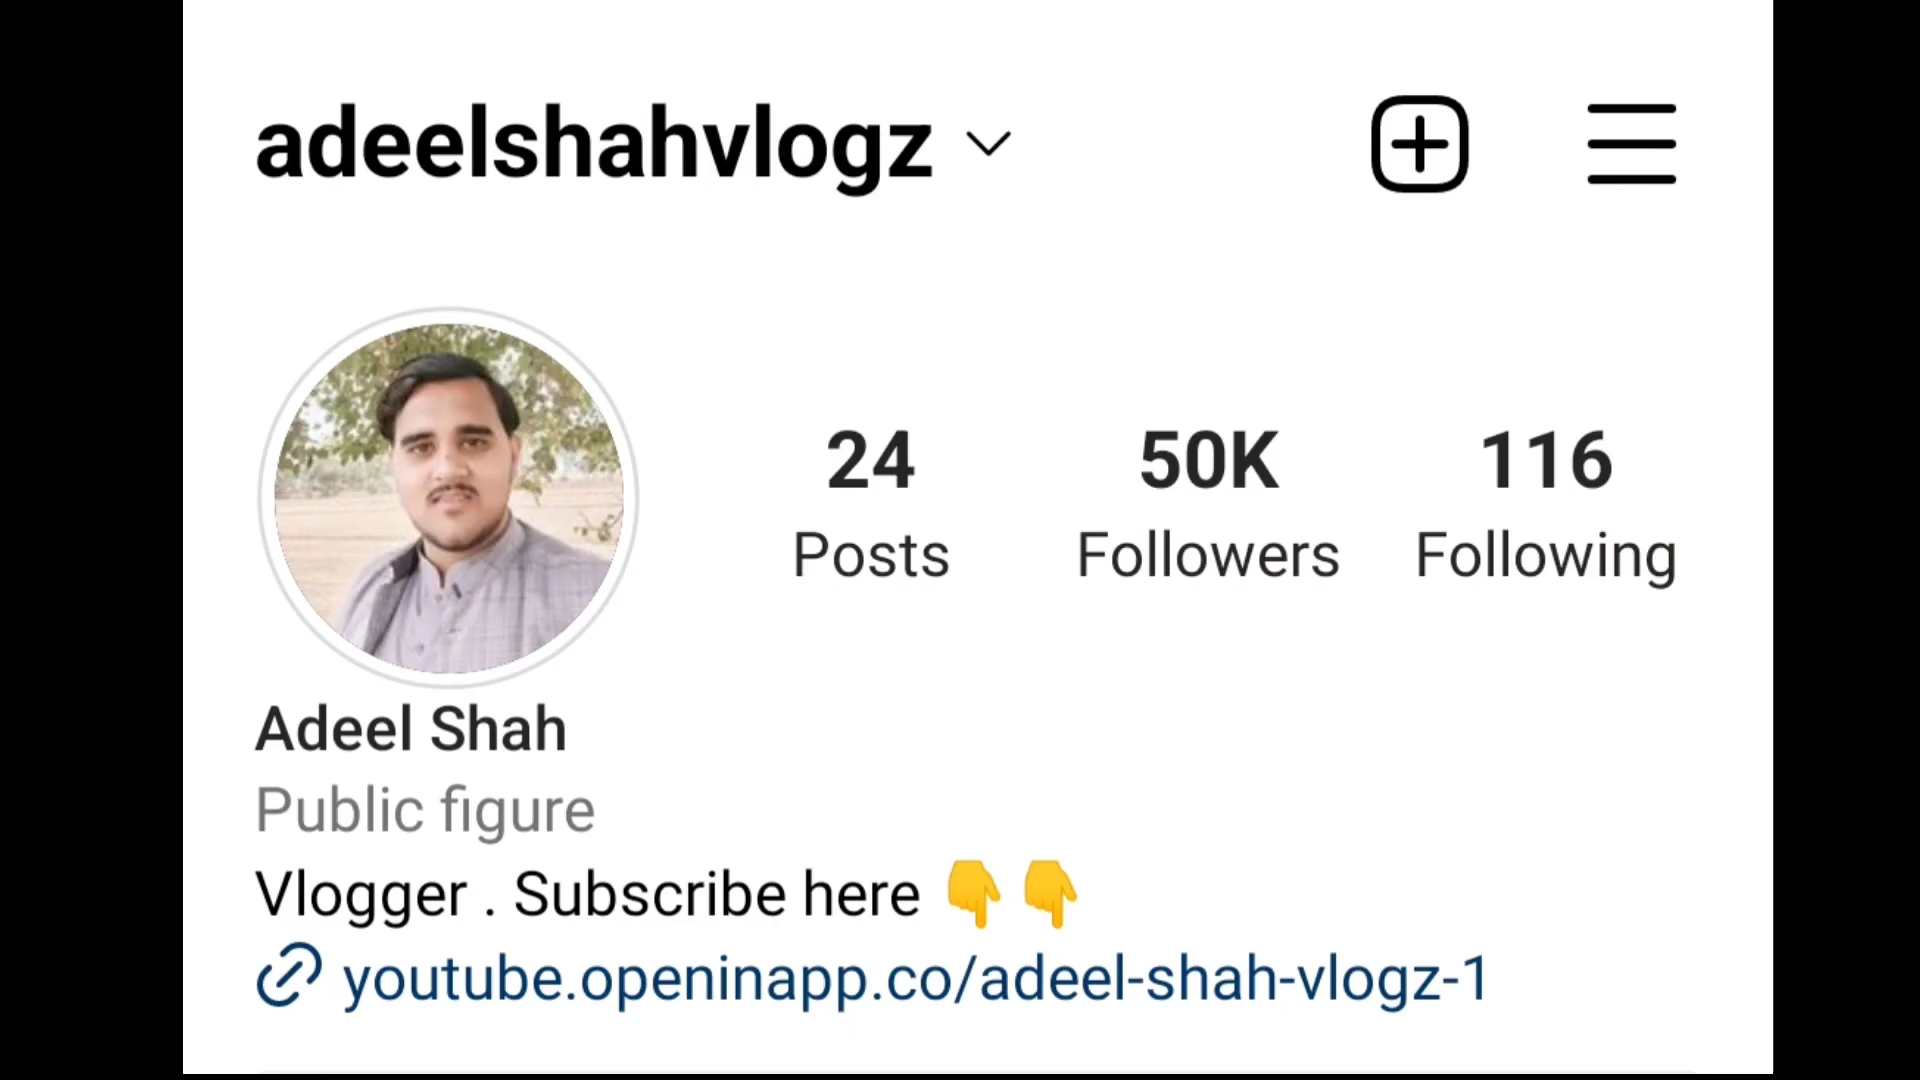 adeelshahvlogz
24 50K 116
Posts Followers Following
Adeel Shah
Public figure
Vlogger . Subscribe here 👇👇
youtube.openinapp.co/adeel-shah-vlogz-1